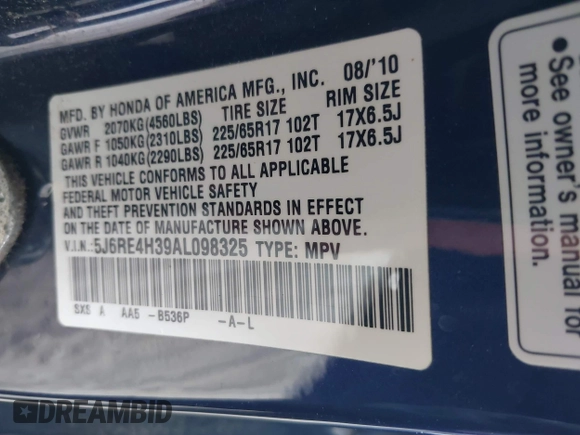 MFD. BY HONDA OF AMERICA MFG., INC. 08/'10
GVWR 2070KG(4560LBS) TIRE SIZE RIM SIZE
GAWR F 1050KG(2310LBS) 225/65R17 102T 17X6.5J
GAWR R 1040KG(2290LBS) 225/65R17 102T 17X6.5J
THIS VEHICLE CONFORMS TO ALL APPLICABLE
FEDERAL MOTOR VEHICLE SAFETY
AND THEFT PREVENTION STANDARDS IN EFFECT
ON THE DATE OF MANUFACTURE SHOWN ABOVE.
V.I.N.:5J6RE4H39AL098325 TYPE: MPV
SXS A AA5 -B536P -A-L
●See owner's
manual for
DREAMBID